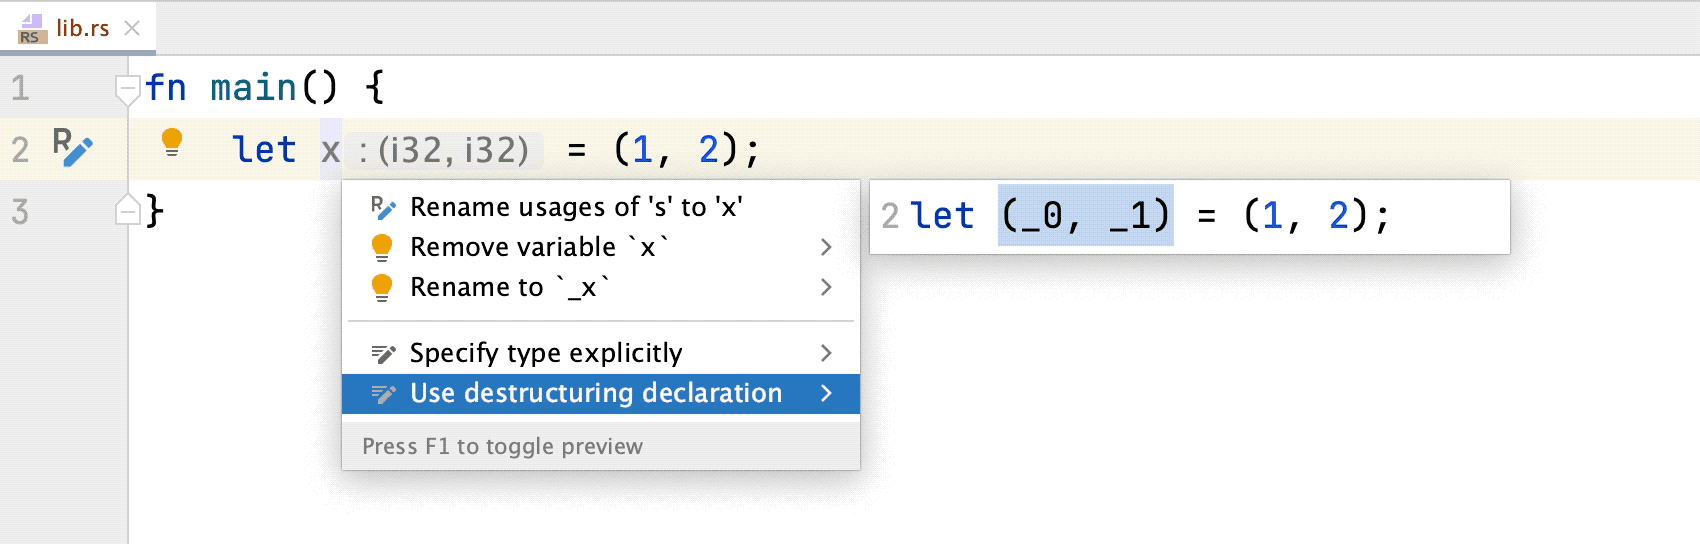 RS lib.rs
1 fn main() {
2 R let x : (i32, i32) = (1, 2);
3 }
R Rename usages of 's' to 'x'
Remove variable `x`
Rename to `_x`
Specify type explicitly
Use destructuring declaration
Press F1 to toggle preview
2 let (_0, _1) = (1, 2);